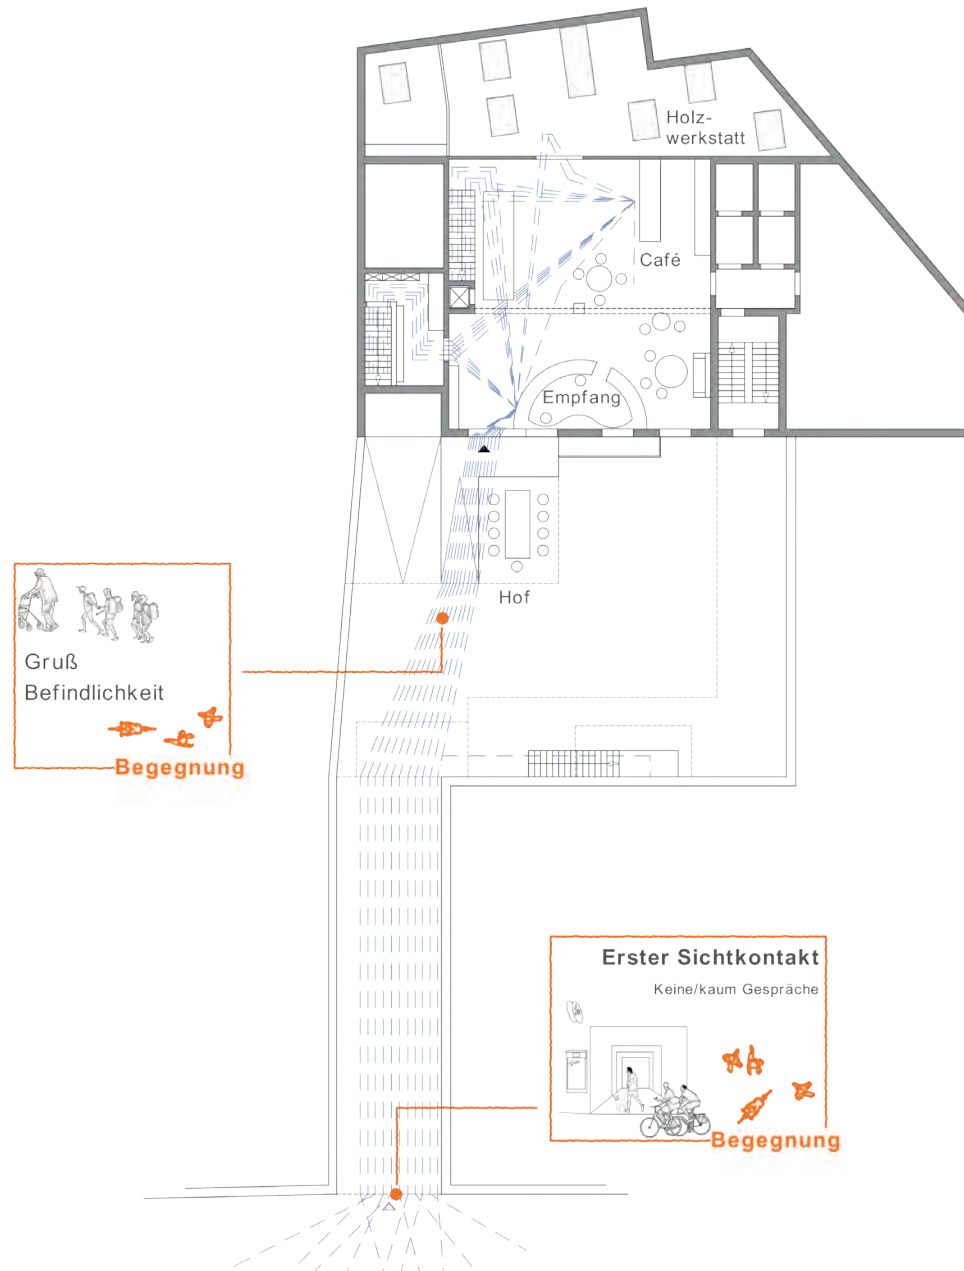 Holz-
werkstatt
Café
Empfang
Hof
Gruß
Befindlichkeit
Begegnung
Erster Sichtkontakt
Keine/kaum Gespräche
Begegnung